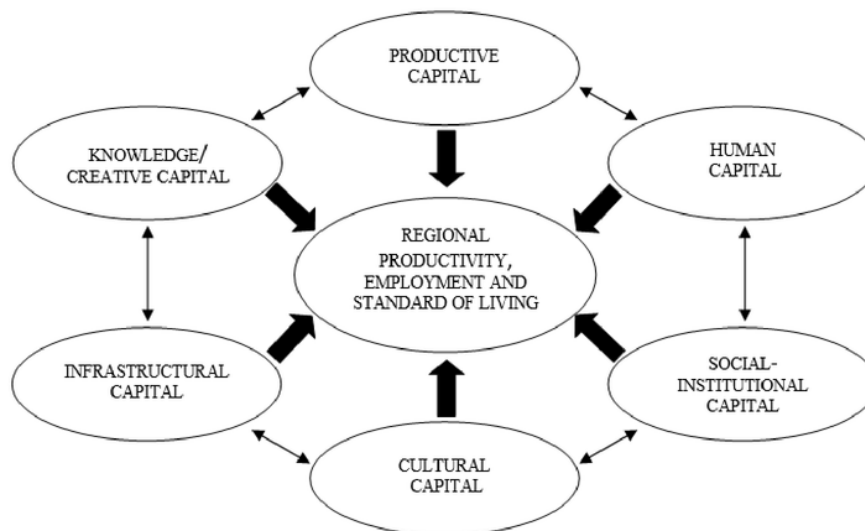 PRODUCTIVE
CAPITAL
KNOWLEDGE/
CREATIVE CAPITAL
HUMAN
CAPITAL
REGIONAL
PRODUCTIVITY,
EMPLOYMENT AND
STANDARD OF LIVING
INFRASTRUCTURAL
CAPITAL
SOCIAL-
INSTITUTIONAL
CAPITAL
CULTURAL
CAPITAL